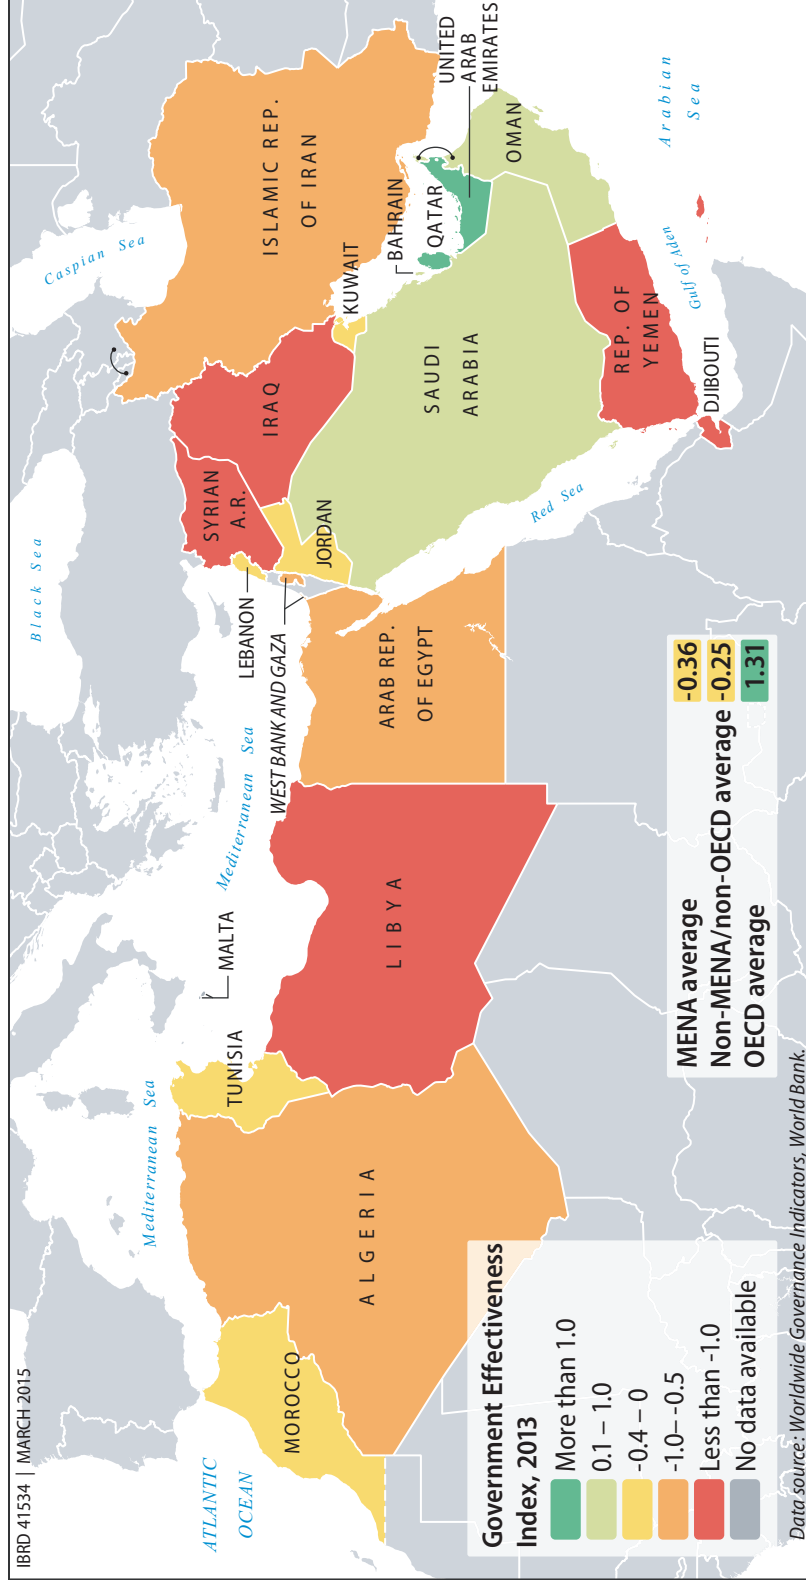 IBRD 41534 | MARCH 2015
Black Sea
Caspian Sea
Mediterranean Sea
Mediterranean Sea
ATLANTIC
OCEAN
Red Sea
Gulf of Aden
Arabian
Sea
MOROCCO
ALGERIA
TUNISIA
MALTA
LIBYA
ARAB REP.
OF EGYPT
WEST BANK AND GAZA
LEBANON
SYRIAN
A.R.
JORDAN
IRAQ
ISLAMIC REP.
OF IRAN
KUWAIT
BAHRAIN
QATAR
UNITED
ARAB
EMIRATES
SAUDI
ARABIA
OMAN
REP. OF
YEMEN
DJIBOUTI
Government Effectiveness
Index, 2013
More than 1.0
0.1 – 1.0
-0.4 – 0
-1.0– -0.5
Less than -1.0
No data available
MENA average -0.36
Non-MENA/non-OECD average -0.25
OECD average 1.31
Data source: Worldwide Governance Indicators, World Bank.